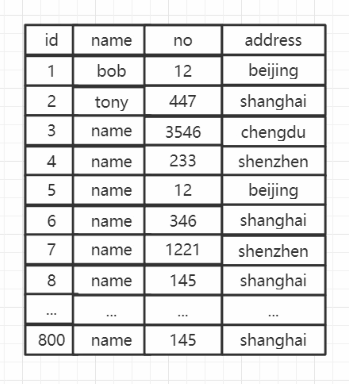 id name no address
1 bob 12 beijing
2 tony 447 shanghai
3 name 3546 chengdu
4 name 233 shenzhen
5 name 12 beijing
6 name 346 shanghai
7 name 1221 shenzhen
8 name 145 shanghai
... ... ... ...
800 name 145 shanghai